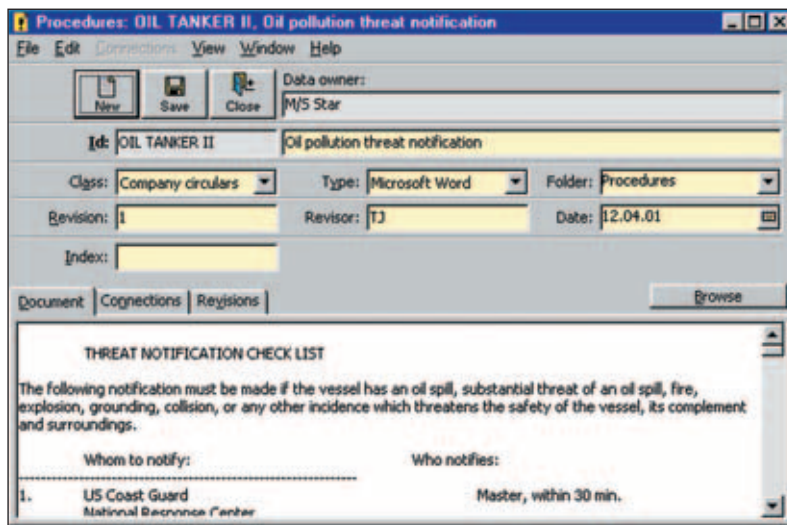 Procedures: OIL TANKER II, Oil pollution threat notification
File Edit Connections View Window Help
New Save Close
Data owner:
M/S Star
Id: OIL TANKER II Oil pollution threat notification
Class: Company circulars Type: Microsoft Word Folder: Procedures
Revision: 1 Revisor: TJ Date: 12.04.01
Index:
Document Connections Revisions Browse
THREAT NOTIFICATION CHECK LIST
The following notification must be made if the vessel has an oil spill, substantial threat of an oil spill, fire,
explosion, grounding, collision, or any other incidence which threatens the safety of the vessel, its complement
and surroundings.
Whom to notify: Who notifies:
1. US Coast Guard Master, within 30 min.
National Response Center